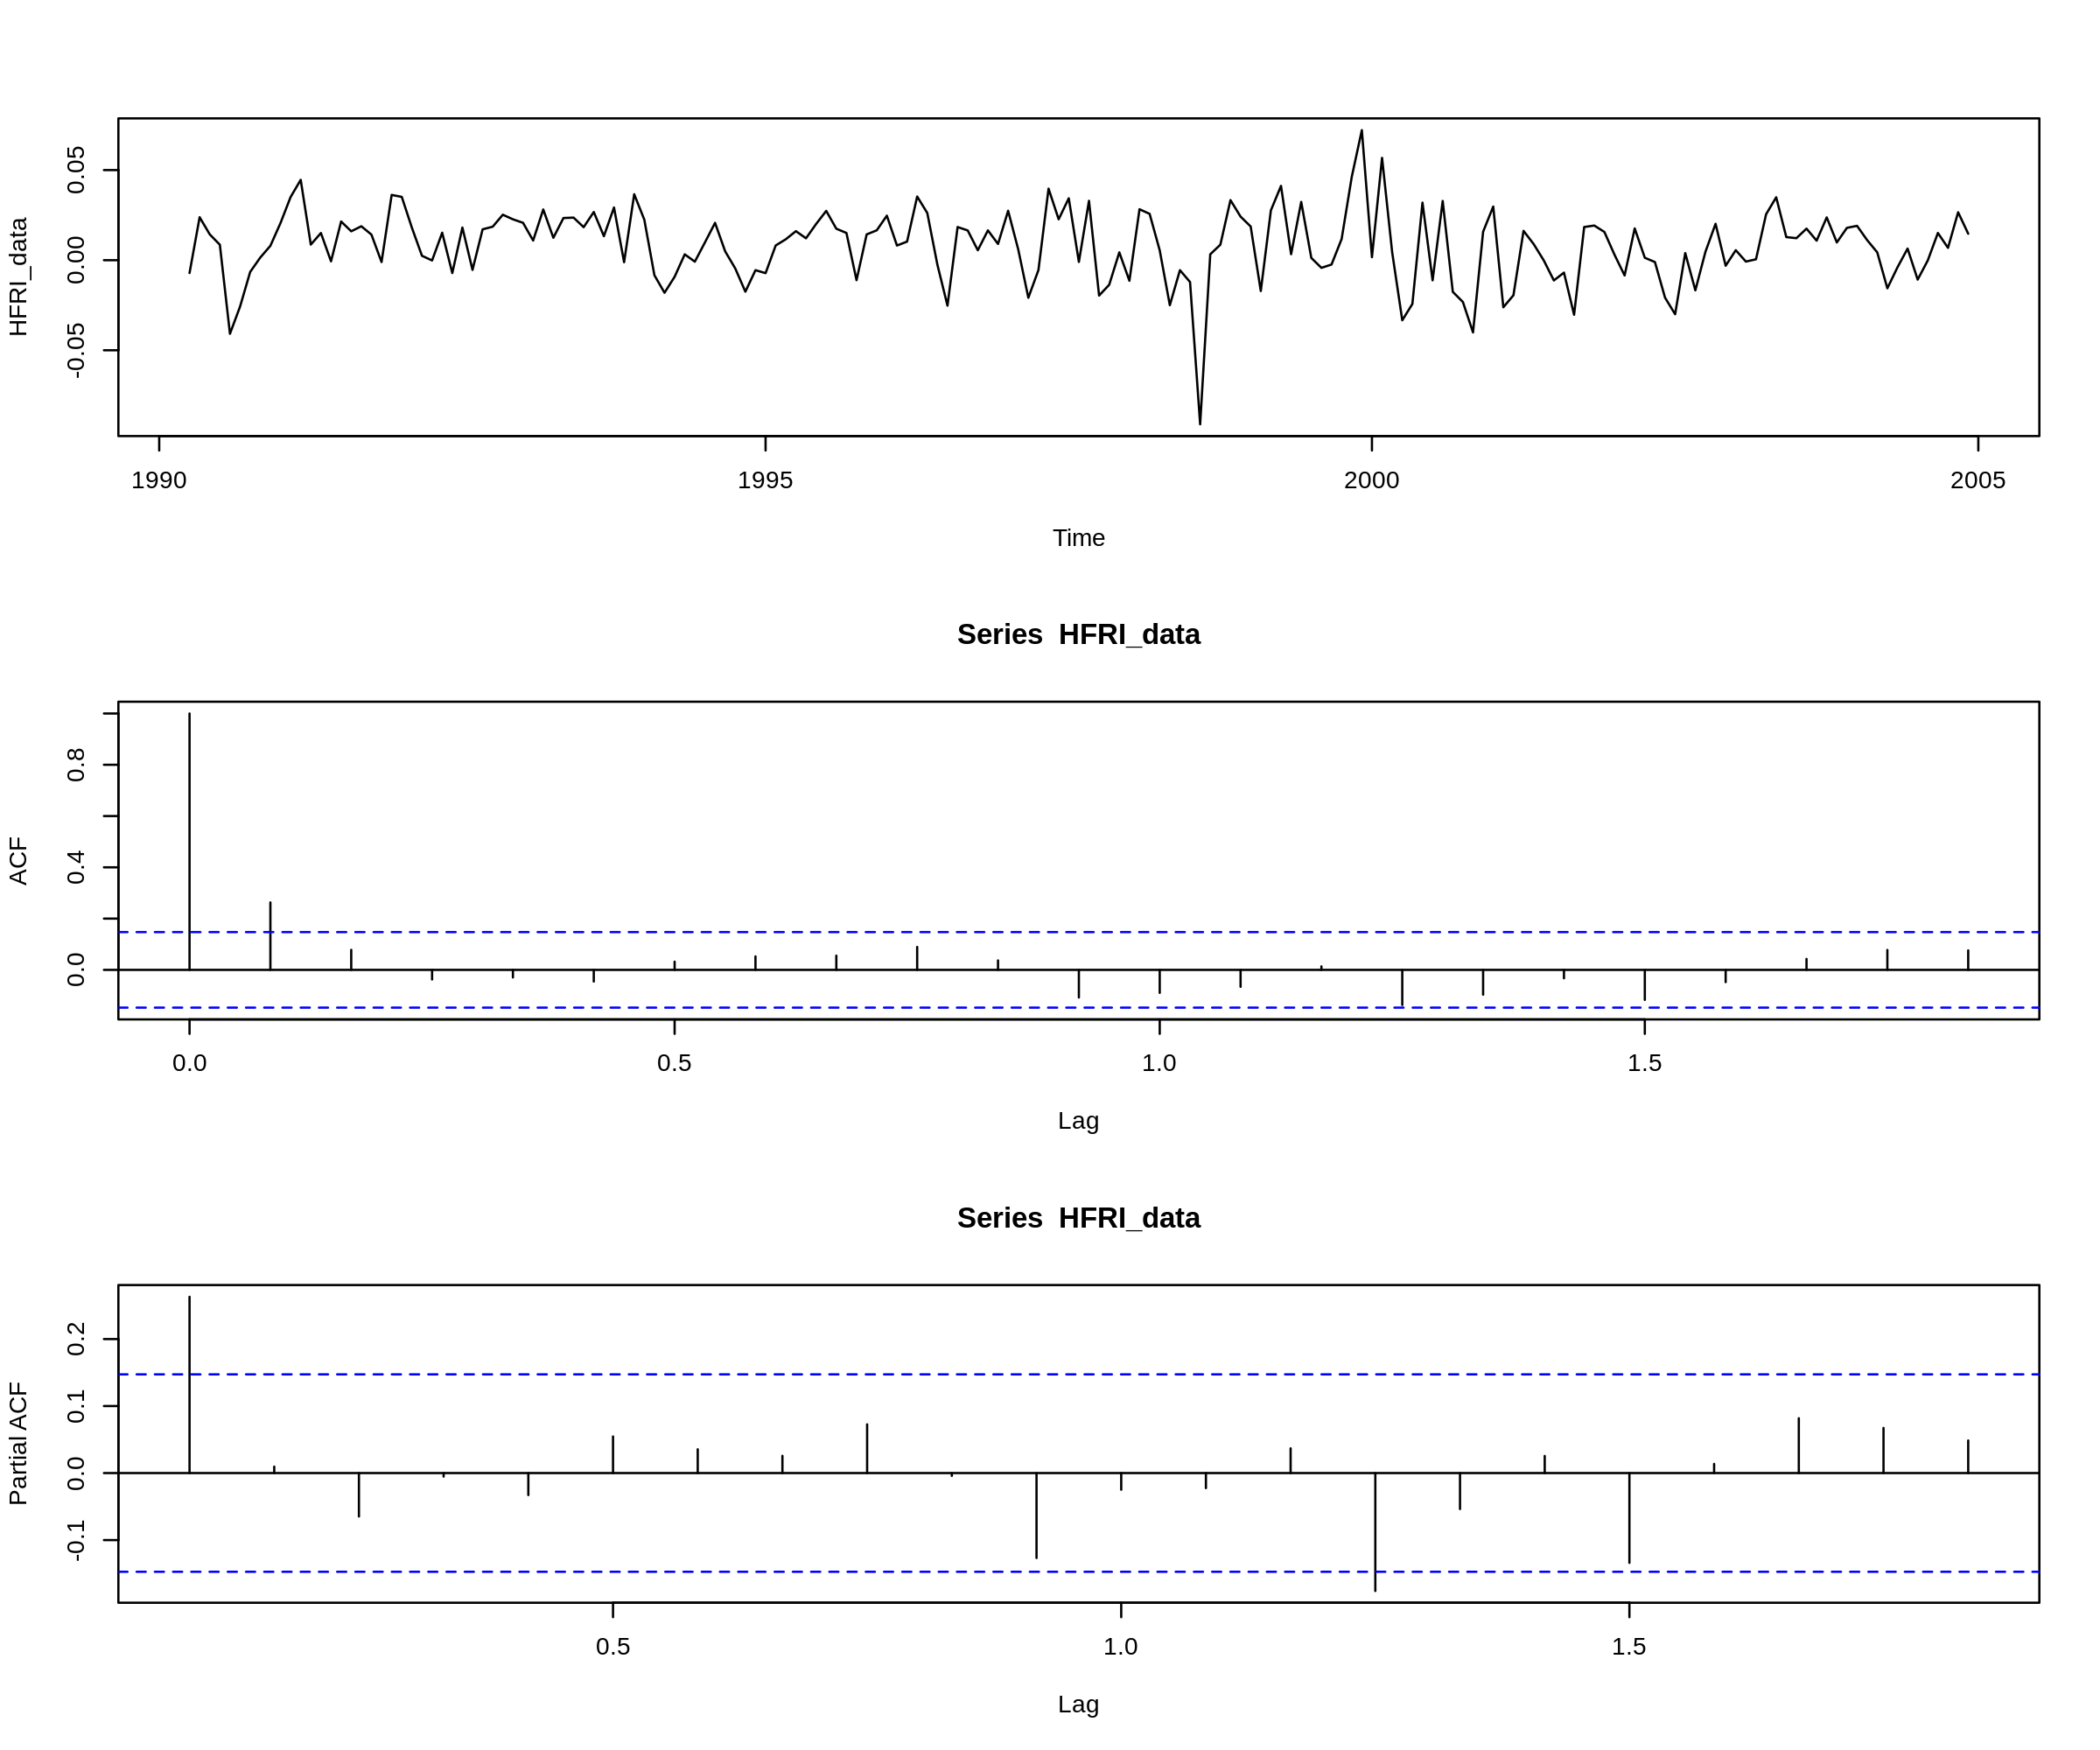 HFRI_data
0.05
0.00
-0.05
1990 1995 2000 2005
Time
Series HFRI_data
ACF
0.8
0.4
0.0
0.0 0.5 1.0 1.5
Lag
Series HFRI_data
Partial ACF
0.2
0.1
0.0
-0.1
0.5 1.0 1.5
Lag